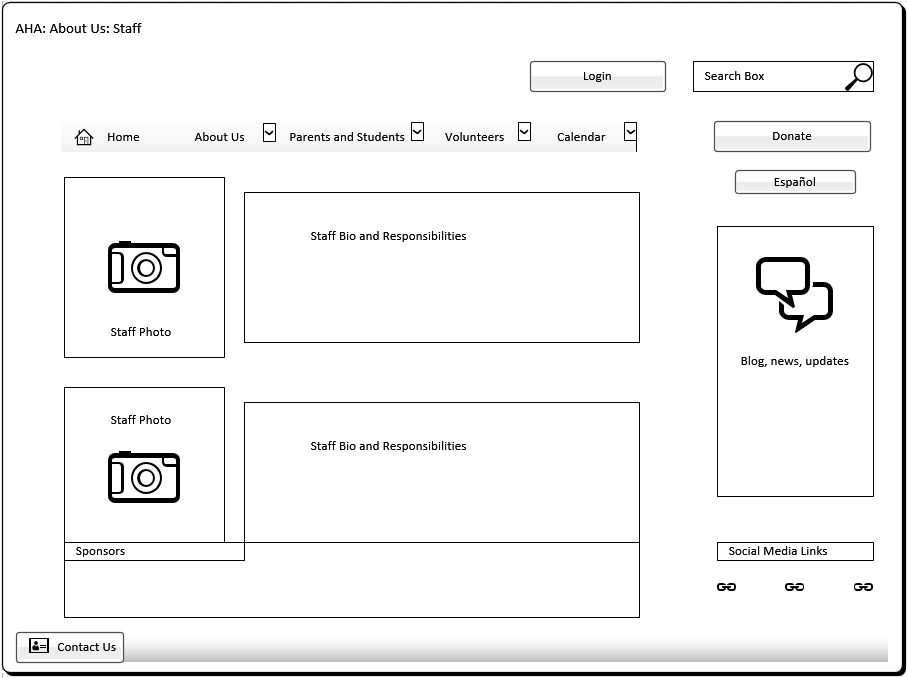 AHA: About Us: Staff
Login
Search Box
Home
About Us
Parents and Students
Volunteers
Calendar
Donate
Español
Staff Photo
Staff Bio and Responsibilities
Blog, news, updates
Staff Photo
Staff Bio and Responsibilities
Sponsors
Social Media Links
Contact Us